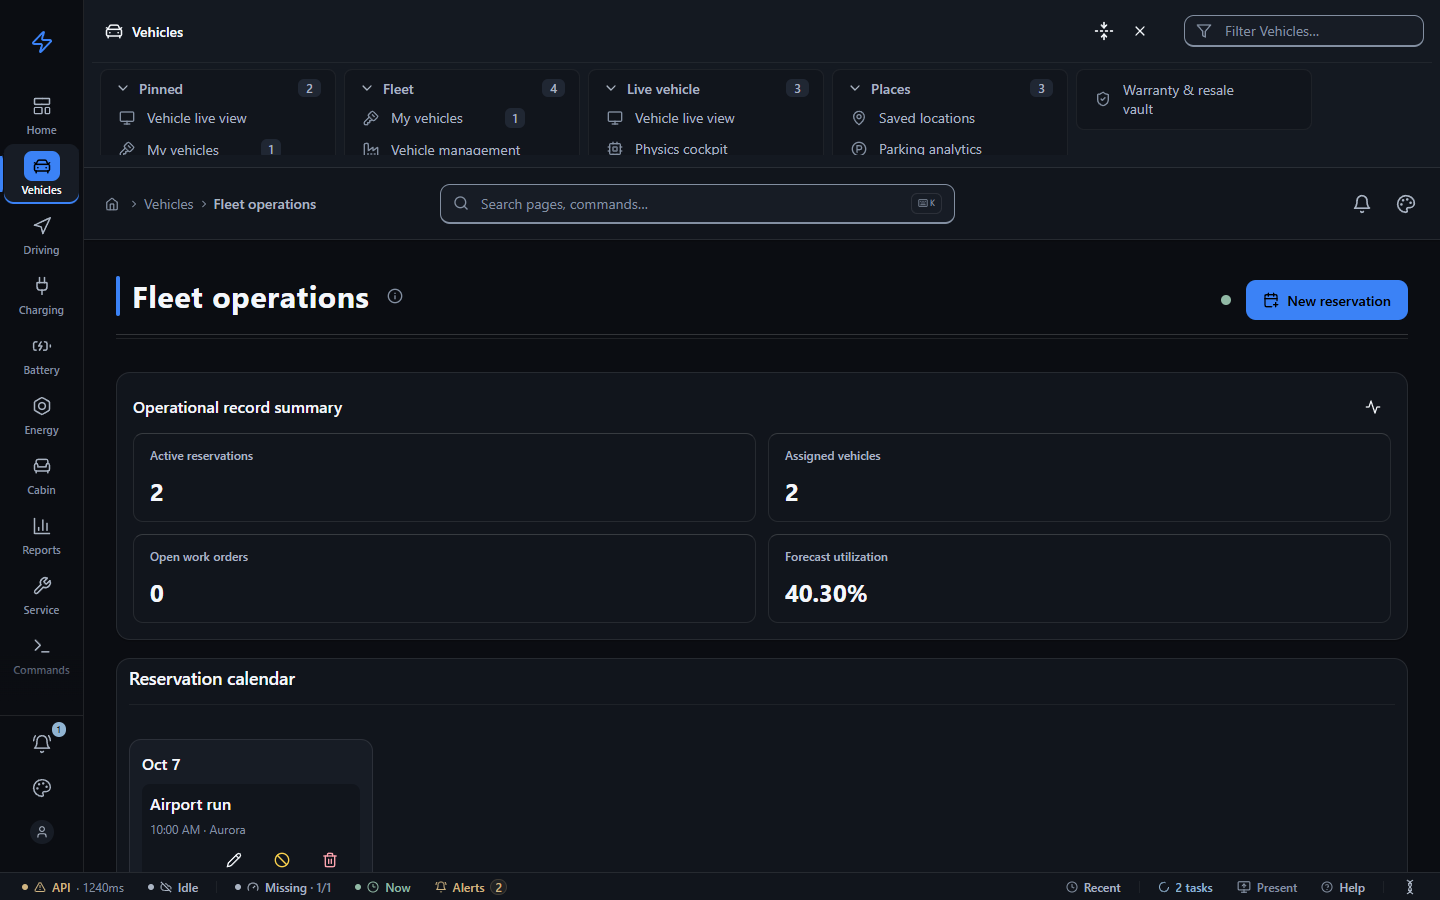 Vehicles
Filter Vehicles...
Pinned 2
Vehicle live view
My vehicles 1
Fleet 4
My vehicles 1
Vehicle management
Live vehicle 3
Vehicle live view
Physics cockpit
Places 3
Saved locations
Parking analytics
Warranty & resale
vault
Home
Vehicles
Driving
Charging
Battery
Energy
Cabin
Reports
Service
Commands
1
Vehicles
Fleet operations
Search pages, commands...
K
Fleet operations
New reservation
Operational record summary
Active reservations
2
Assigned vehicles
2
Open work orders
0
Forecast utilization
40.30%
Reservation calendar
Oct 7
Airport run
10:00 AM · Aurora
API · 1240ms
Idle
Missing · 1/1
Now
Alerts 2
Recent
2 tasks
Present
Help